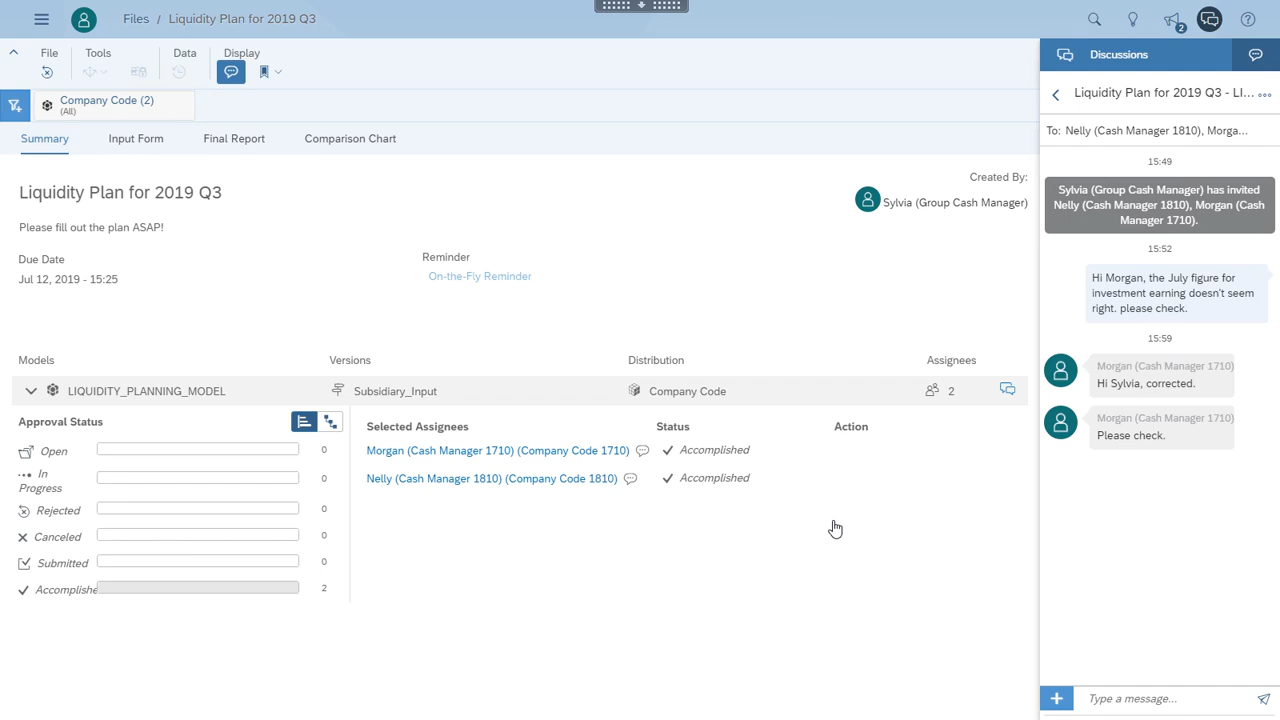 Files / Liquidity Plan for 2019 Q3
2
File
Tools
Data
Display
Company Code (2)
(All)
Summary
Input Form
Final Report
Comparison Chart
Liquidity Plan for 2019 Q3
Created By:
Sylvia (Group Cash Manager)
Please fill out the plan ASAP!
Due Date
Jul 12, 2019 - 15:25
Reminder
On-the-Fly Reminder
Models
Versions
Distribution
Assignees
LIQUIDITY_PLANNING_MODEL
Subsidiary_Input
Company Code
2
Approval Status
Open
0
In
Progress
0
Rejected
0
Canceled
0
Submitted
0
Accomplishe
2
Selected Assignees
Status
Action
Morgan (Cash Manager 1710) (Company Code 1710)
Accomplished
Nelly (Cash Manager 1810) (Company Code 1810)
Accomplished
Discussions
Liquidity Plan for 2019 Q3 - LI...
To: Nelly (Cash Manager 1810), Morga...
15:49
Sylvia (Group Cash Manager) has invited
Nelly (Cash Manager 1810), Morgan (Cash
Manager 1710).
15:52
Hi Morgan, the July figure for
investment earning doesn't seem
right. please check.
15:59
Morgan (Cash Manager 1710)
Hi Sylvia, corrected.
Morgan (Cash Manager 1710)
Please check.
Type a message...